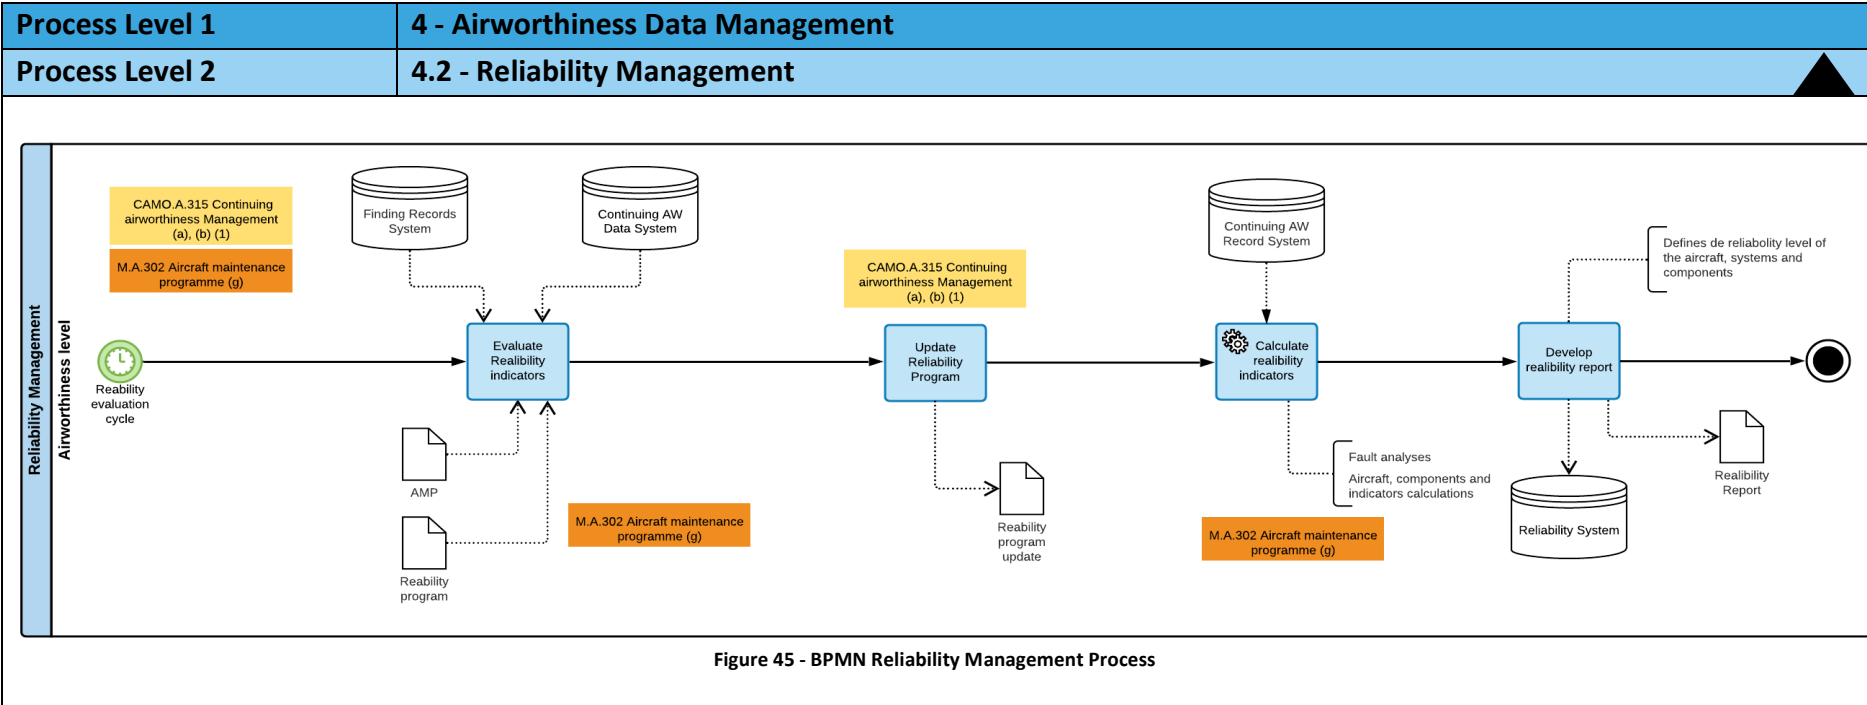 Process Level 1
4 - Airworthiness Data Management
Process Level 2
4.2 - Reliability Management
Reliability Management
Airworthiness level
CAMO.A.315 Continuing
airworthiness Management
(a), (b) (1)
M.A.302 Aircraft maintenance
programme (g)
Reability
evaluation
cycle
Finding Records
System
Continuing AW
Data System
Evaluate
Realibility
indicators
AMP
Reability
program
M.A.302 Aircraft maintenance
programme (g)
CAMO.A.315 Continuing
airworthiness Management
(a), (b) (1)
Update
Reliability
Program
Reability
program
update
Continuing AW
Record System
Calculate
realibility
indicators
Fault analyses
Aircraft, components and
indicators calculations
M.A.302 Aircraft maintenance
programme (g)
Defines de reliabolity level of
the aircraft, systems and
components
Develop
realibility report
Reliability System
Realibility
Report
Figure 45 - BPMN Reliability Management Process